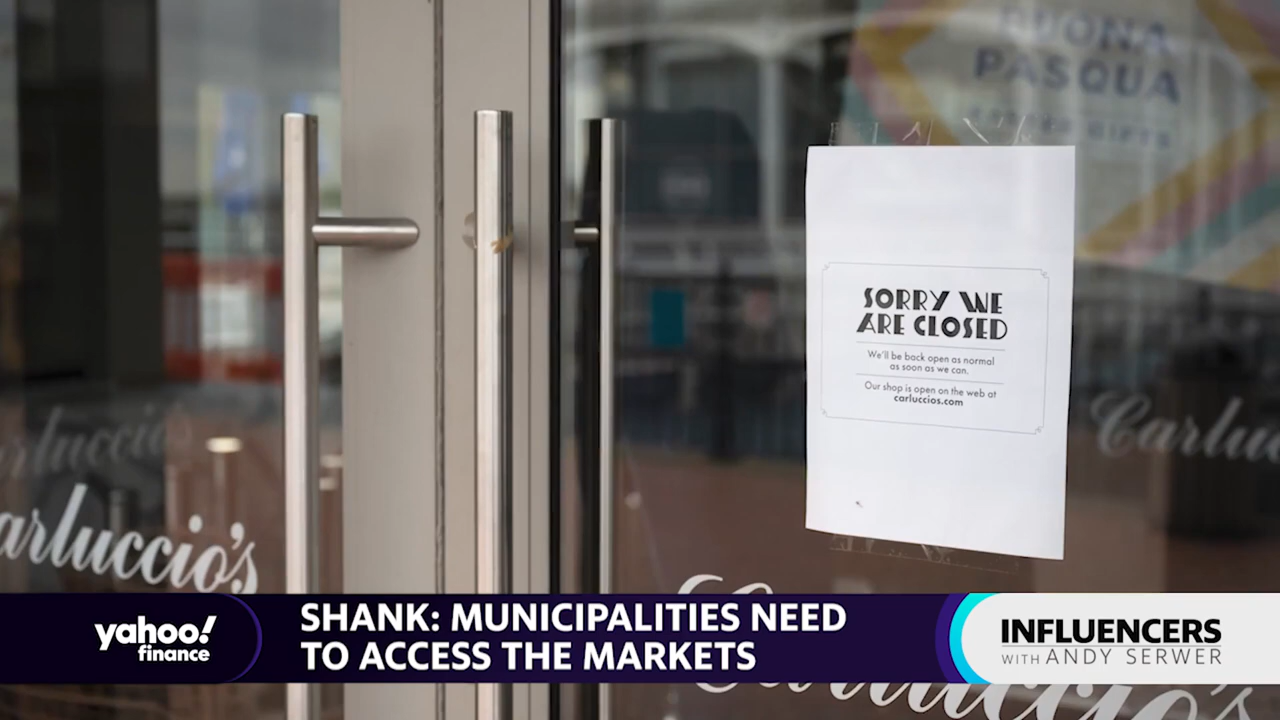 BUONA
PASQUA
SORRY WE
ARE CLOSED
We'll be back open as normal
as soon as we can.
Our shop is open on the web at
carluccios.com
Carluccio's
yahoo!
finance
SHANK: MUNICIPALITIES NEED
TO ACCESS THE MARKETS
INFLUENCERS
WITH ANDY SERWER